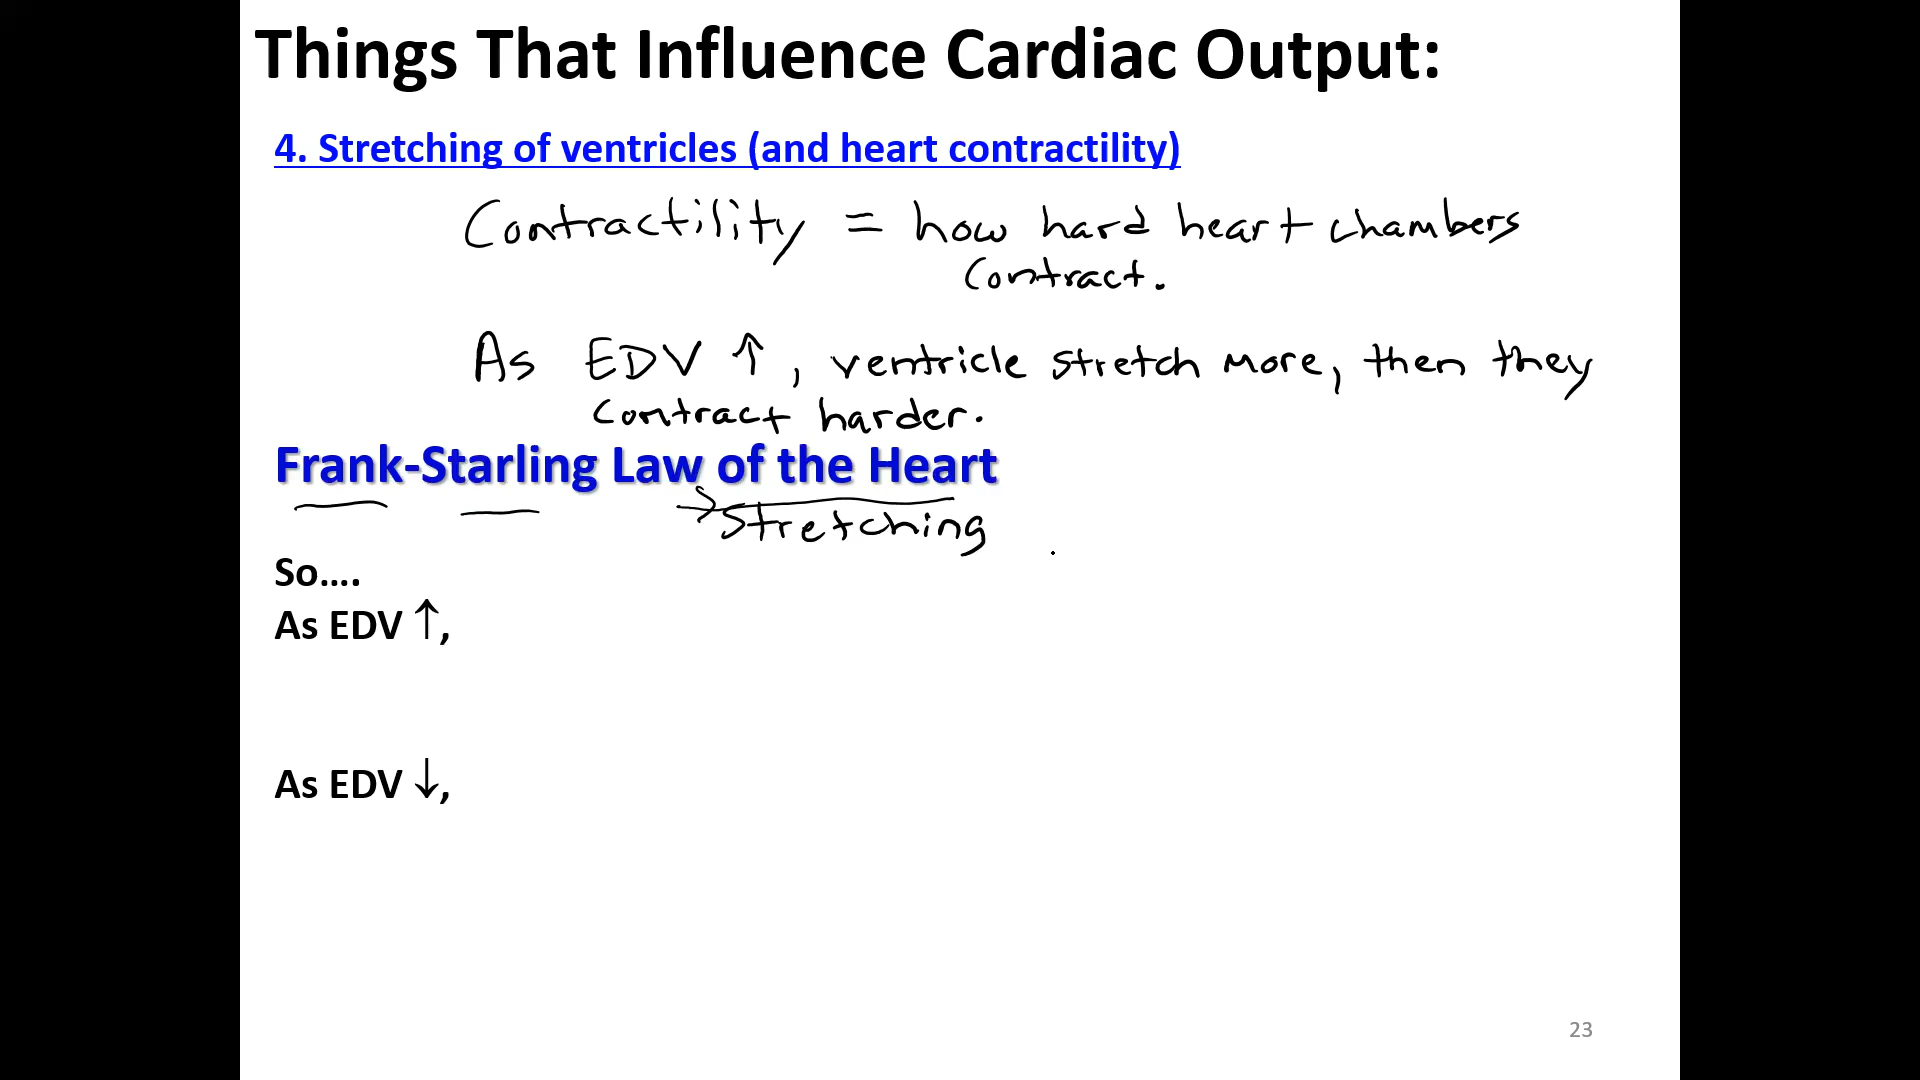 Things That Influence Cardiac Output:
4. Stretching of ventricles (and heart contractility)
Contractility = how hard heart chambers
contract.
As EDV ↑, ventricle stretch more, then they
contract harder.
Frank-Starling Law of the Heart
→ Stretching
So....
As EDV ↑,
As EDV ↓,
23